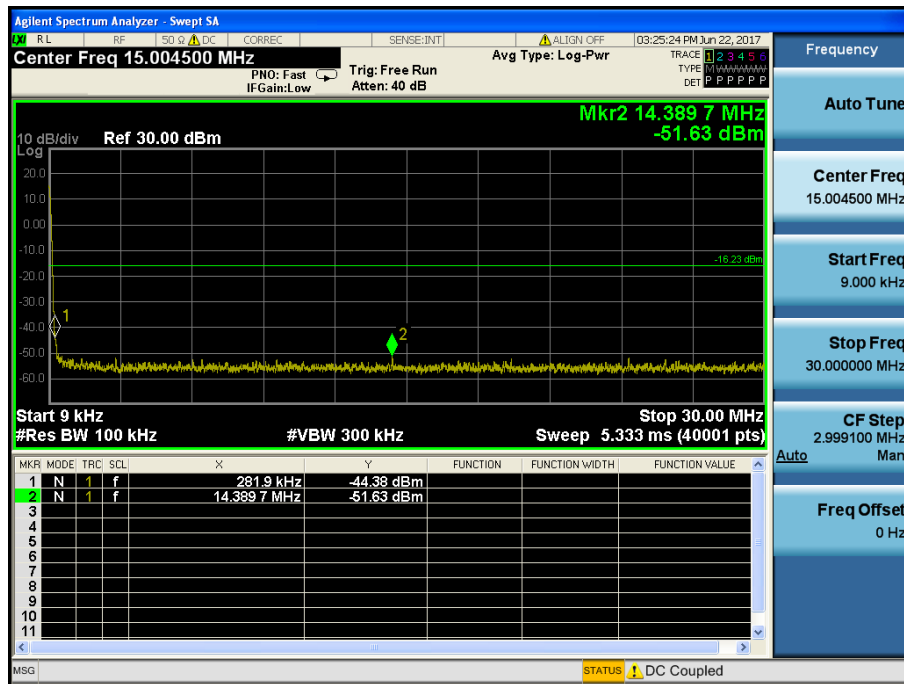 Agilent Spectrum Analyzer - Swept SA
LXI RL RF 50 Ω DC CORREC SENSE:INT ALIGN OFF 03:25:24 PM Jun 22, 2017
Center Freq 15.004500 MHz
PNO: Fast
IFGain:Low
Trig: Free Run
Atten: 40 dB
Avg Type: Log-Pwr
TRACE 1 2 3 4 5 6
TYPE MWWWWW
DET P P P P P P
Mkr2 14.389 7 MHz
-51.63 dBm
10 dB/div Ref 30.00 dBm
Log
20.0
10.0
0.00
-10.0
-16.23 dBm
-20.0
-30.0
1
-40.0
2
-50.0
-60.0
Start 9 kHz Stop 30.00 MHz
#Res BW 100 kHz #VBW 300 kHz Sweep 5.333 ms (40001 pts)
MKR MODE TRC SCL X Y FUNCTION FUNCTION WIDTH FUNCTION VALUE
1 N 1 f 281.9 kHz -44.38 dBm
2 N 1 f 14.389 7 MHz -51.63 dBm
3
4
5
6
7
8
9
10
11
MSG STATUS DC Coupled
Frequency
Auto Tune
Center Freq
15.004500 MHz
Start Freq
9.000 kHz
Stop Freq
30.000000 MHz
CF Step
2.999100 MHz
Auto Man
Freq Offset
0 Hz